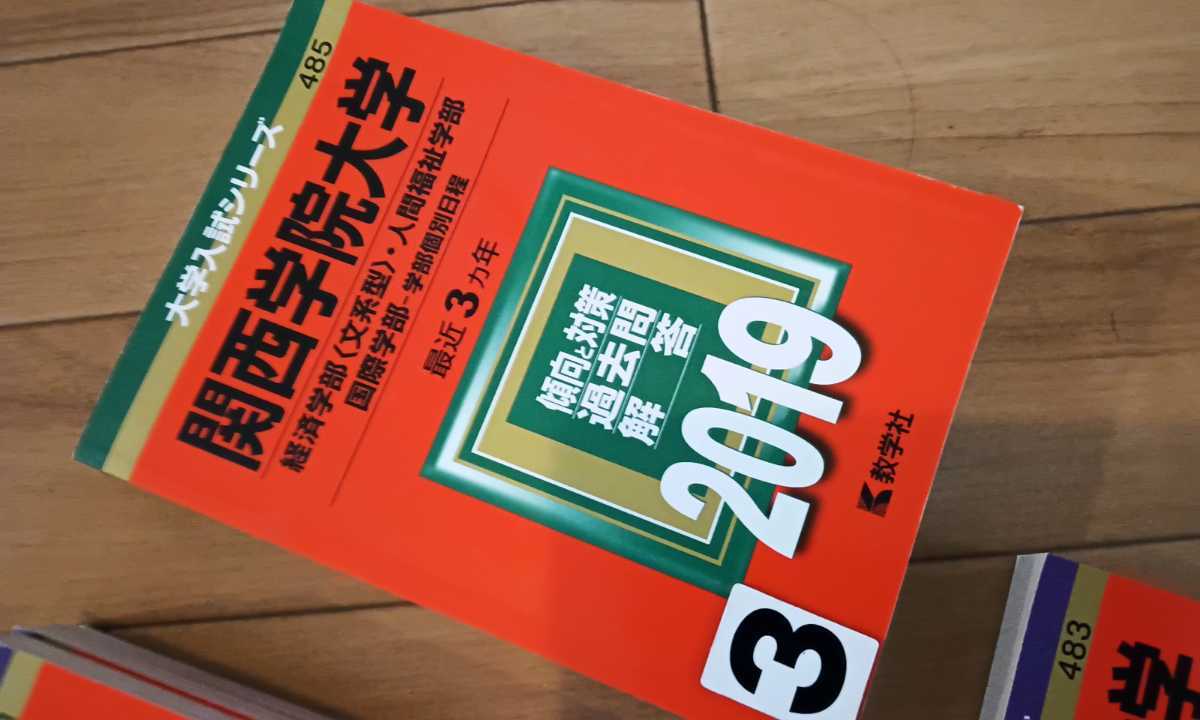 大学入試シリーズ
485
関西学院大学
経済学部〈文系型〉・人間福祉学部
国際学部-学部個別日程
最近3カ年
傾向と対策
過去問
解答
2019
教学社
3
483
学